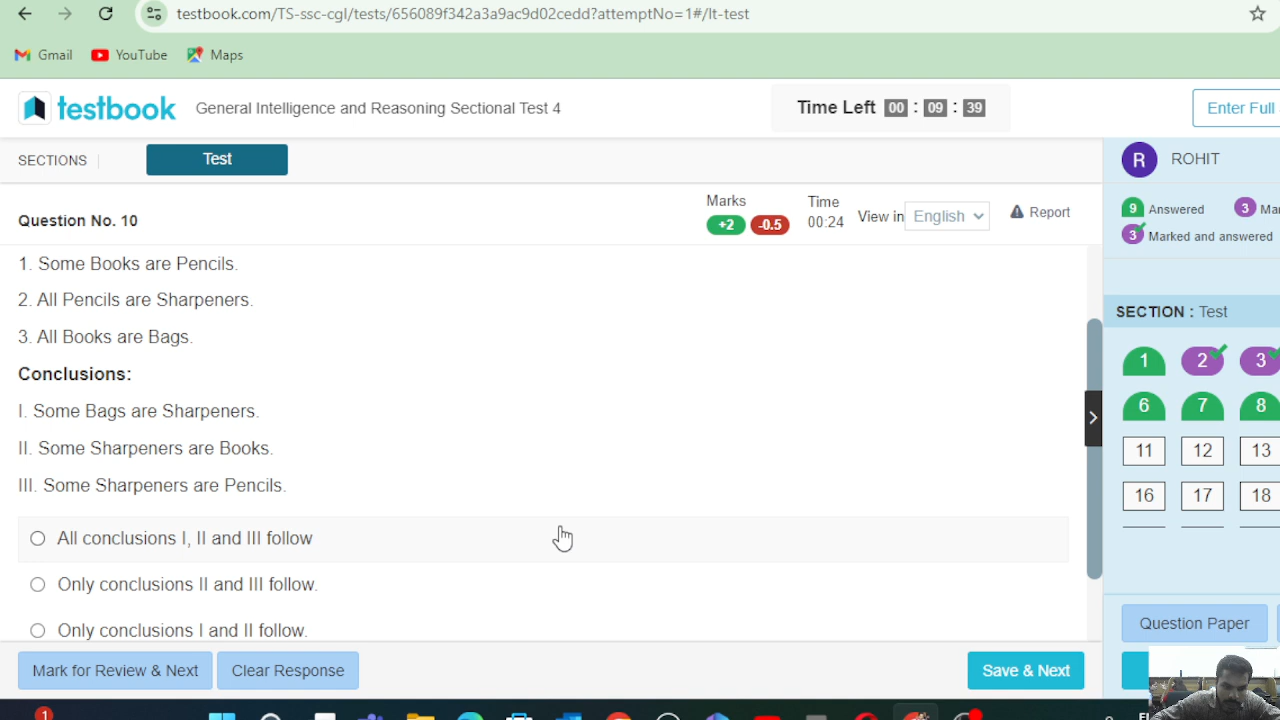 testbook.com/TS-ssc-cgl/tests/656089f342a3a9ac9d02cedd?attemptNo=1#/lt-test
Gmail YouTube Maps
testbook General Intelligence and Reasoning Sectional Test 4 Time Left 00 : 09 : 39 Enter Full
SECTIONS Test R ROHIT
Question No. 10 Marks +2 -0.5 Time 00:24 View in English Report
9 Answered 3
3 Marked and answered
1. Some Books are Pencils.
2. All Pencils are Sharpeners.
3. All Books are Bags.
Conclusions:
I. Some Bags are Sharpeners.
II. Some Sharpeners are Books.
III. Some Sharpeners are Pencils.
All conclusions I, II and III follow
Only conclusions II and III follow.
Only conclusions I and II follow.
SECTION : Test
1 2 3
6 7 8
11 12 13
16 17 18
Question Paper
Mark for Review & Next Clear Response Save & Next
1